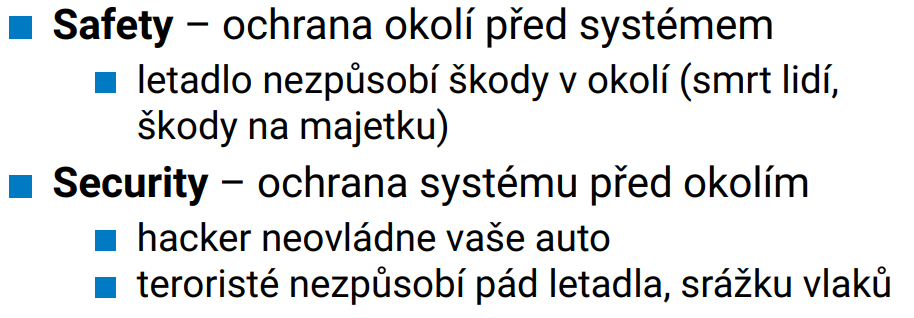 Safety – ochrana okolí před systémem
letadlo nezpůsobí škody v okolí (smrt lidí,
škody na majetku)
Security – ochrana systému před okolím
hacker neovládne vaše auto
teroristé nezpůsobí pád letadla, srážku vlaků